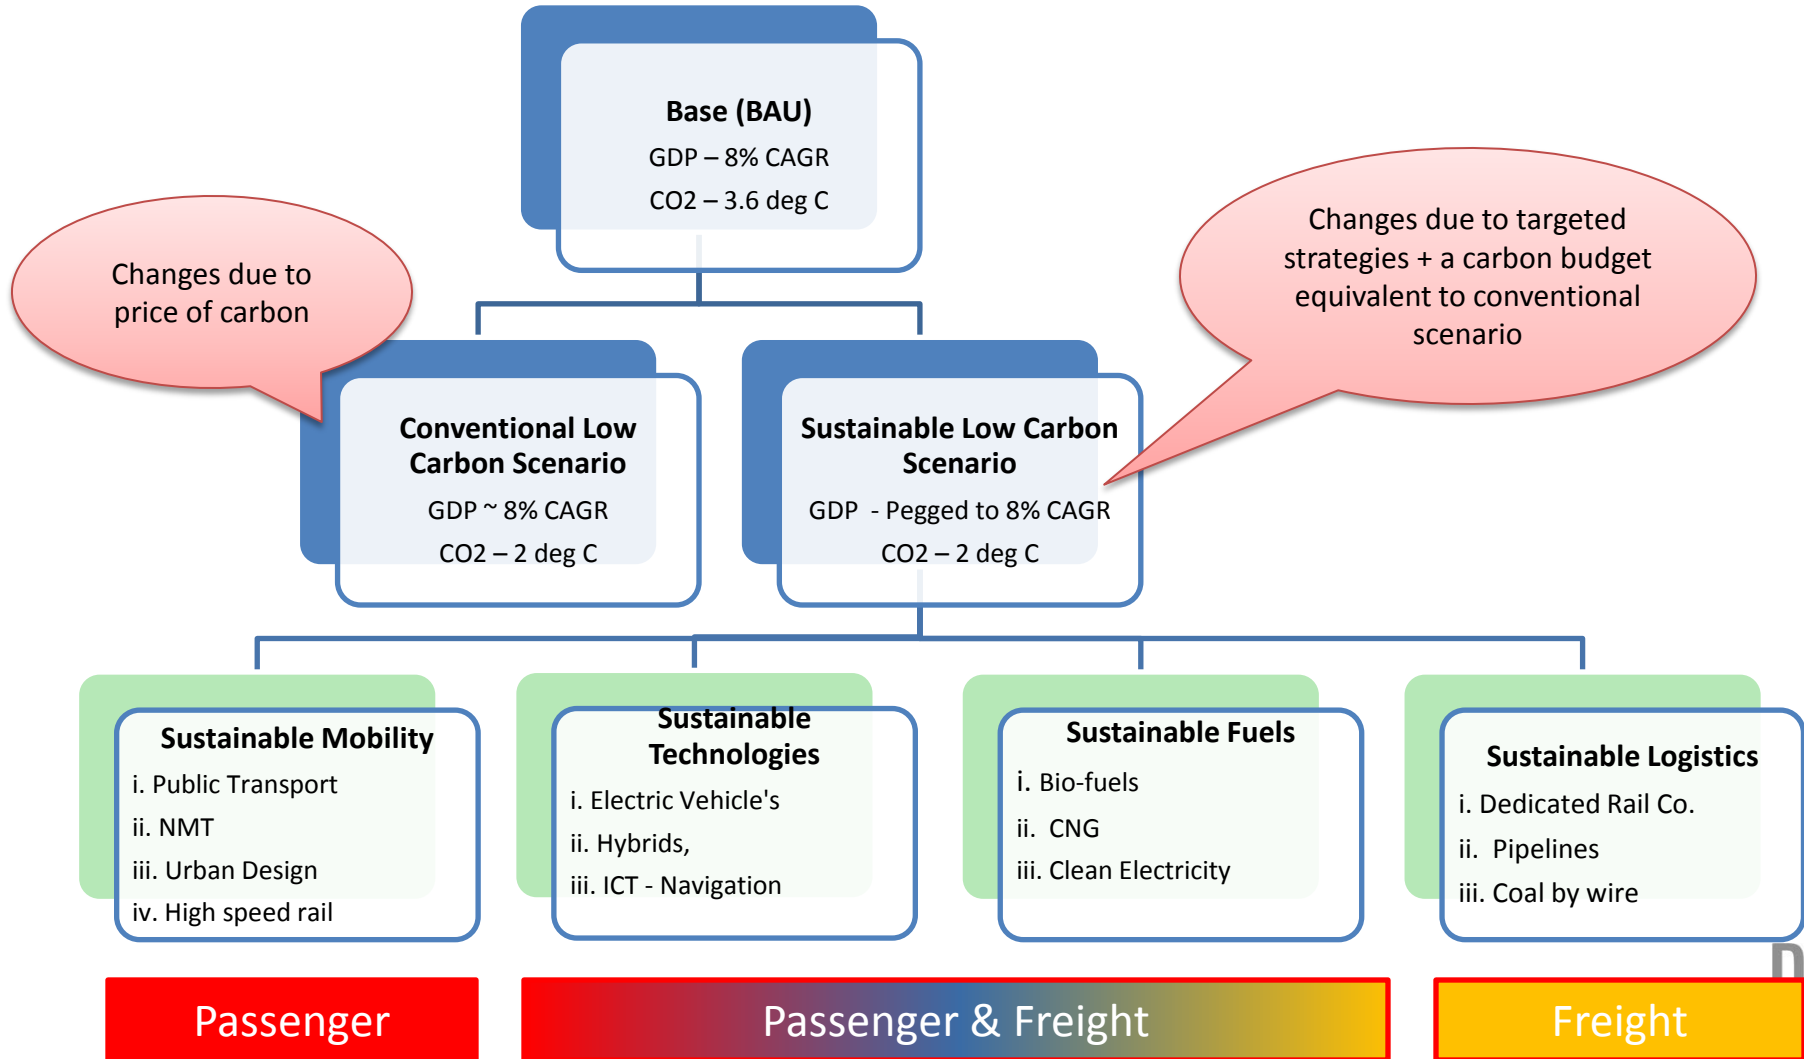 Base (BAU)
GDP – 8% CAGR
CO2 – 3.6 deg C
Changes due to
price of carbon
Changes due to targeted
strategies + a carbon budget
equivalent to conventional
scenario
Conventional Low
Carbon Scenario
GDP ~ 8% CAGR
CO2 – 2 deg C
Sustainable Low Carbon
Scenario
GDP - Pegged to 8% CAGR
CO2 – 2 deg C
Sustainable Mobility
i. Public Transport
ii. NMT
iii. Urban Design
iv. High speed rail
Sustainable
Technologies
i. Electric Vehicle's
ii. Hybrids,
iii. ICT - Navigation
Sustainable Fuels
i. Bio-fuels
ii. CNG
iii. Clean Electricity
Sustainable Logistics
i. Dedicated Rail Co.
ii. Pipelines
iii. Coal by wire
Passenger
Passenger & Freight
Freight